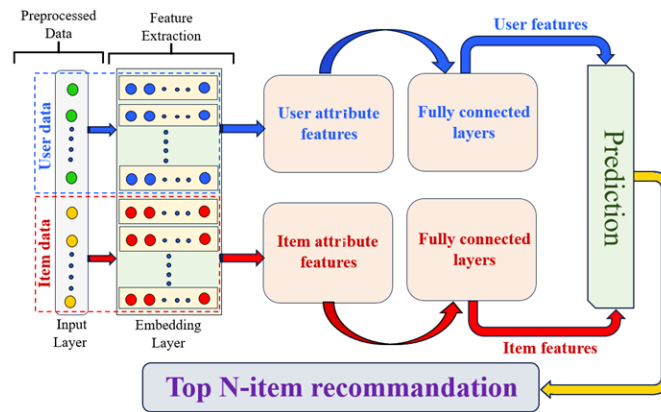 Preprocessed
Data
Feature
Extraction
User features
User data
User attribute
features
Fully connected
layers
Prediction
Item data
Item attribute
features
Fully connected
layers
Input
Layer
Embedding
Layer
Item features
Top N-item recommandation